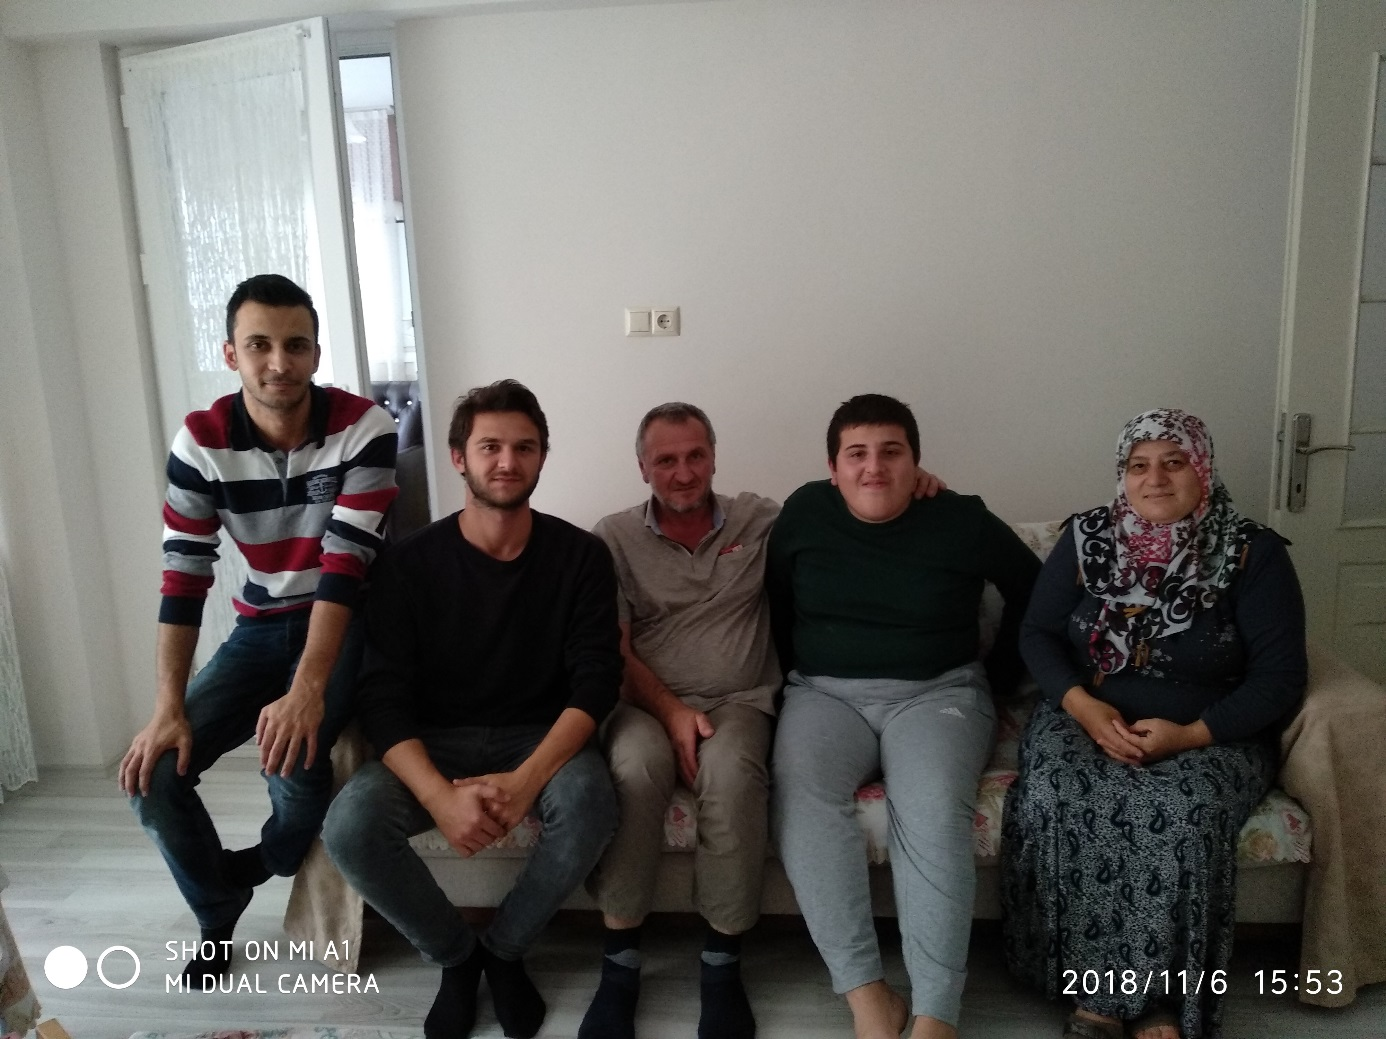 SHOT ON MI A1
MI DUAL CAMERA
2018/11/6 15:53